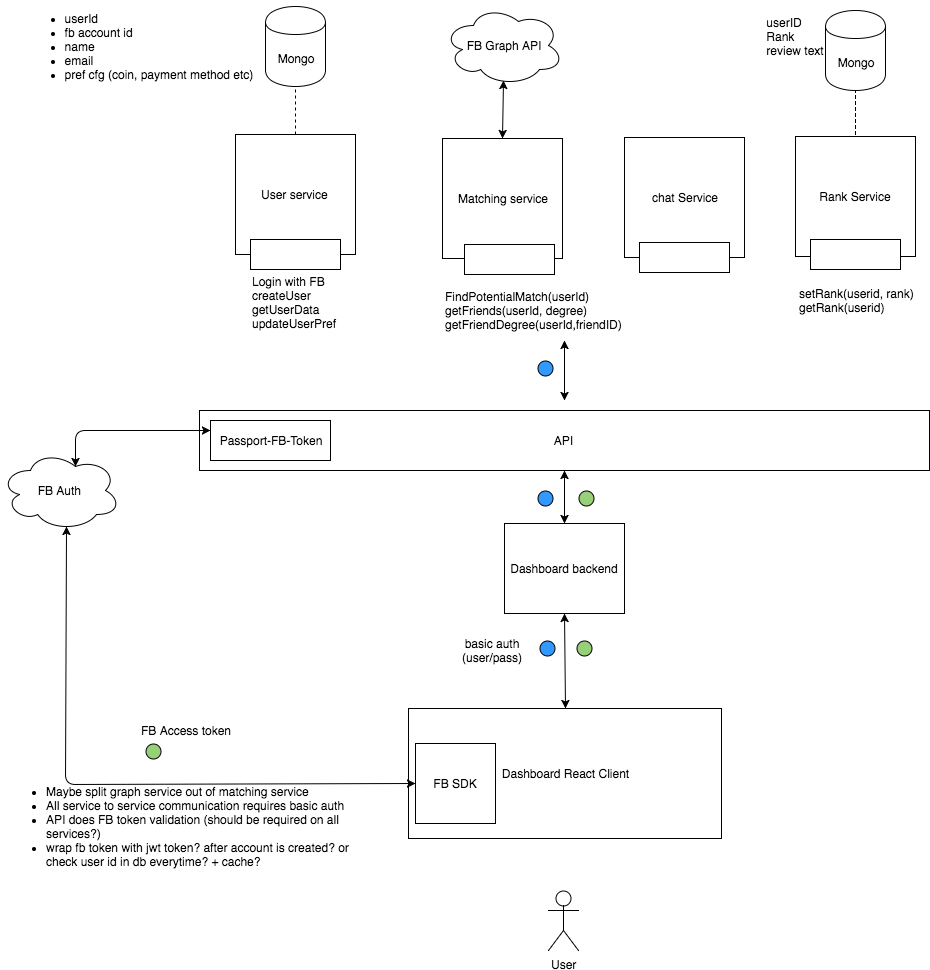 userId
fb account id
name
email
pref cfg (coin, payment method etc)
Mongo
FB Graph API
userID
Rank
review text
Mongo
User service
Matching service
chat Service
Rank Service
Login with FB
createUser
getUserData
updateUserPref
FindPotentialMatch(userId)
getFriends(userId, degree)
getFriendDegree(userId,friendID)
setRank(userid, rank)
getRank(userid)
Passport-FB-Token
API
FB Auth
Dashboard backend
basic auth
(user/pass)
FB Access token
FB SDK
Dashboard React Client
Maybe split graph service out of matching service
All service to service communication requires basic auth
API does FB token validation (should be required on all
services?)
wrap fb token with jwt token? after account is created? or
check user id in db everytime? + cache?
User